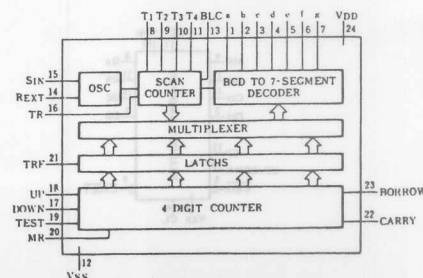 T1 T2 T3 T4 BLC a b c d e f g VDD
8 9 10 11 13 1 2 3 4 5 6 7 24
SIN 15
REXT 14
TR 16
OSC
SCAN COUNTER
BCD TO 7-SEGMENT DECODER
MULTIPLEXER
TRF 21
LATCHS
UP 18
DOWN 17
TEST 19
MR 20
4 DIGIT COUNTER
23 BORROW
22 CARRY
12
VSS